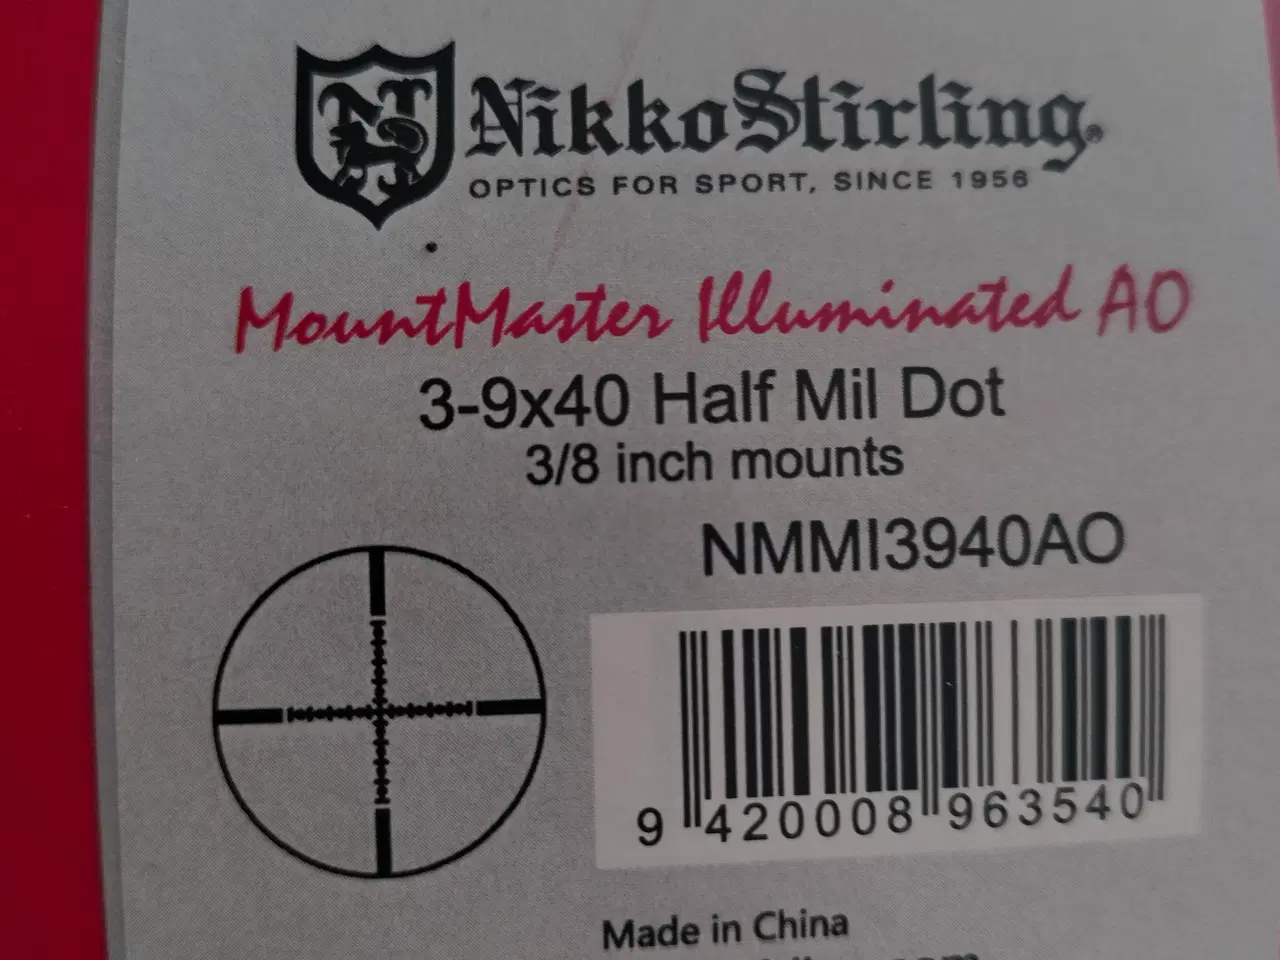 NikkoStirling®
OPTICS FOR SPORT, SINCE 1956
MountMaster Illuminated AO
3-9x40 Half Mil Dot
3/8 inch mounts
NMMI3940AO
9 420008 963540
Made in China